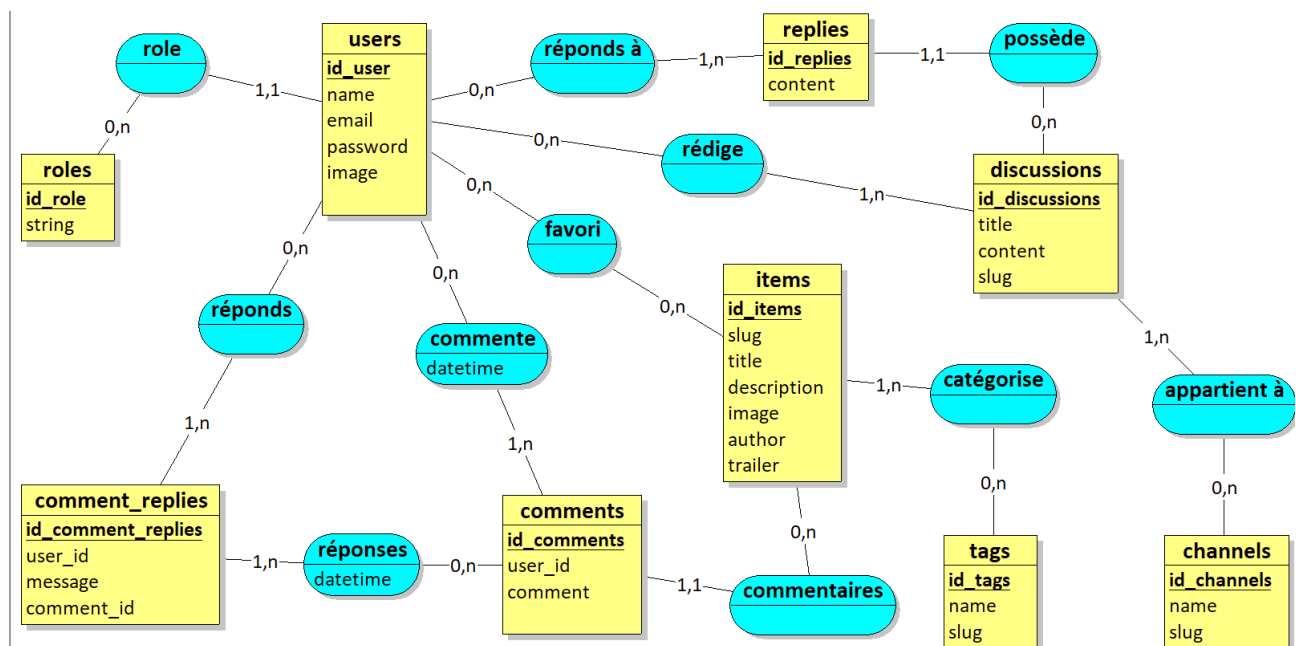 role
1,1
0,n
roles
id_role
string
users
id_user
name
email
password
image
0,n
réponds à
1,n
replies
id_replies
content
1,1
possède
0,n
0,n
rédige
1,n
discussions
id_discussions
title
content
slug
0,n
favori
0,n
items
id_items
slug
title
description
image
author
trailer
0,n
réponds
1,n
0,n
commente
datetime
1,n
1,n
catégorise
0,n
1,n
appartient à
0,n
comment_replies
id_comment_replies
user_id
message
comment_id
1,n
réponses
datetime
0,n
comments
id_comments
user_id
comment
1,1
commentaires
0,n
tags
id_tags
name
slug
channels
id_channels
name
slug